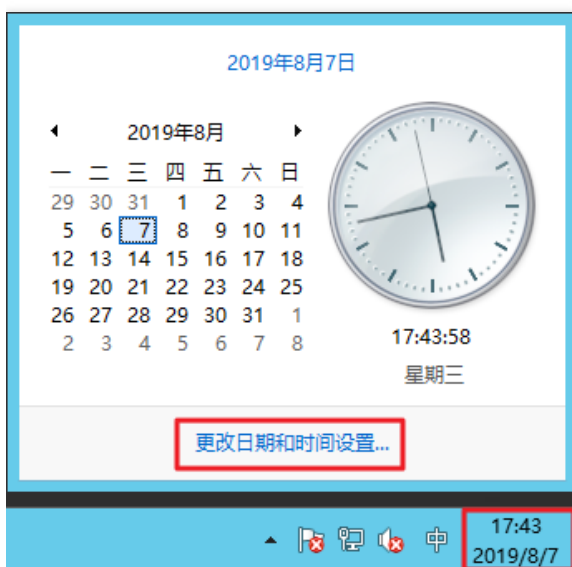 2019年8月7日
2019年8月
一 二 三 四 五 六 日
29 30 31 1 2 3 4
5 6 7 8 9 10 11
12 13 14 15 16 17 18
19 20 21 22 23 24 25
26 27 28 29 30 31 1
2 3 4 5 6 7 8
17:43:58
星期三
更改日期和时间设置...
中
17:43
2019/8/7